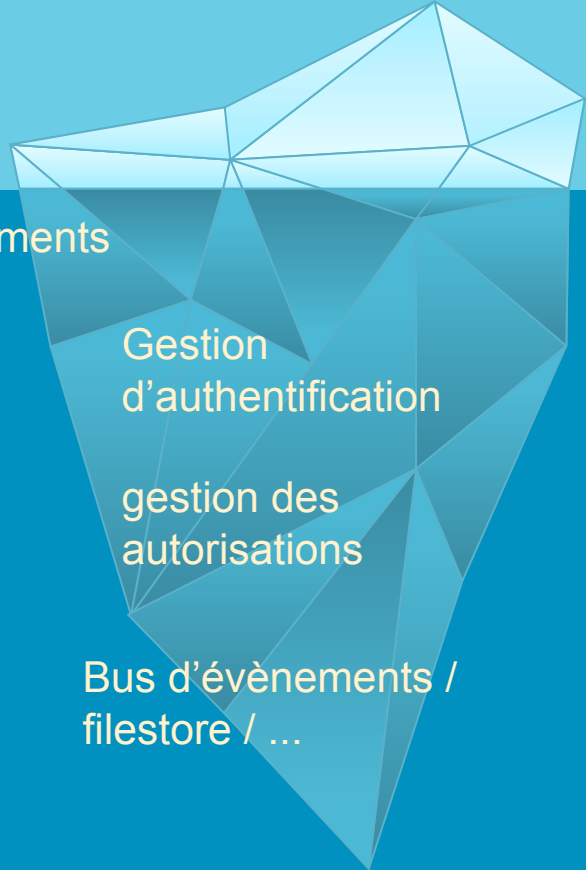 ments
Gestion
d’authentification
gestion des
autorisations
Bus d’évènements /
filestore / ...